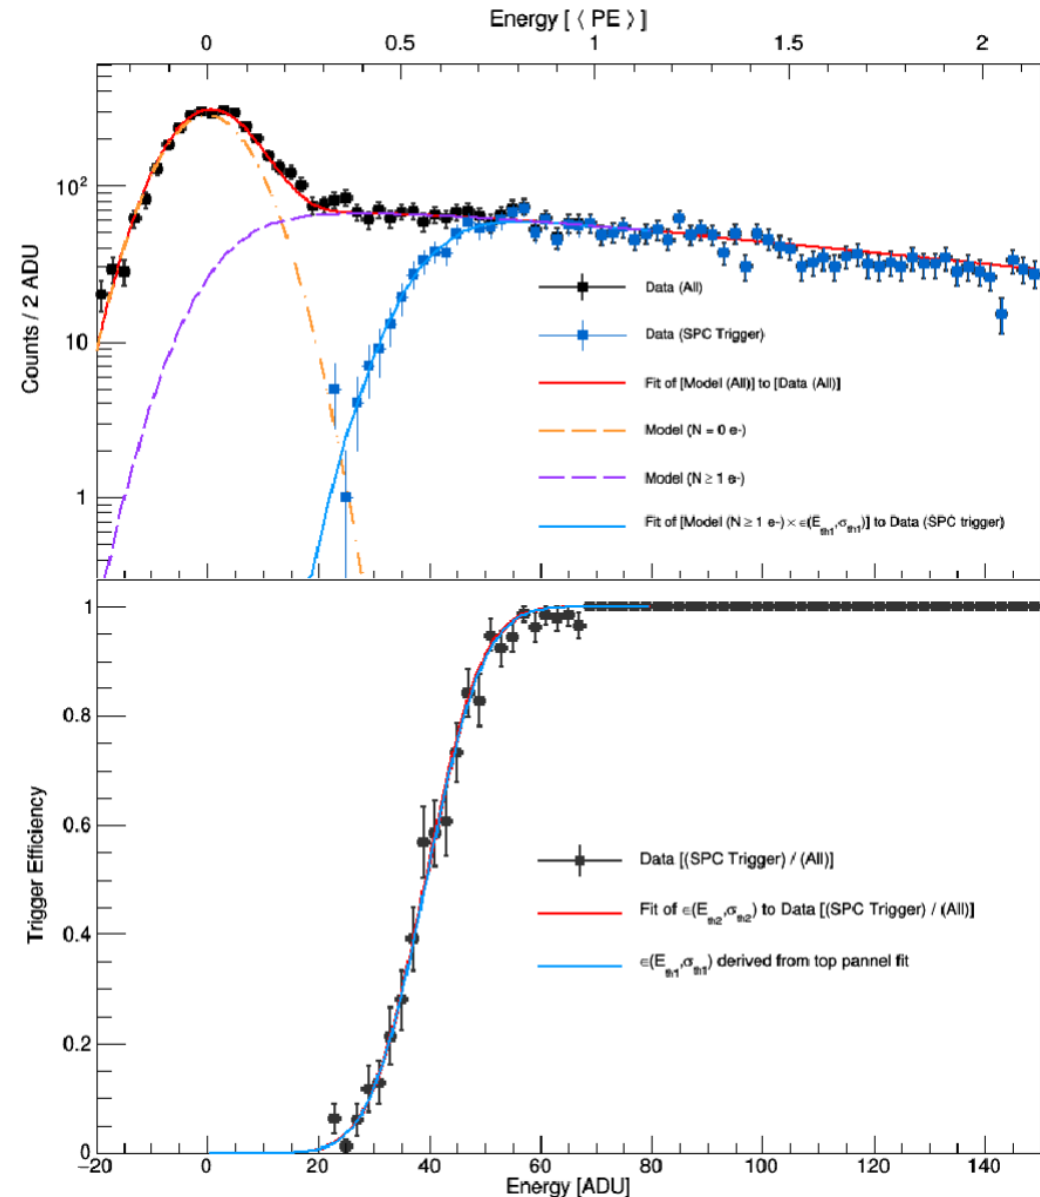 Energy [ ⟨ PE ⟩ ]
0 0.5 1 1.5 2
Counts / 2 ADU
10²
10
1
Data (All)
Data (SPC Trigger)
Fit of [Model (All)] to [Data (All)]
Model (N = 0 e-)
Model (N ≥ 1 e-)
Fit of [Model (N ≥ 1 e-) × ϵ(E_th1,σ_th1)] to Data (SPC trigger)
Trigger Efficiency
1
0.8
0.6
0.4
0.2
0
Data [(SPC Trigger) / (All)]
Fit of ϵ(E_th2,σ_th2) to Data [(SPC Trigger) / (All)]
ϵ(E_th1,σ_th1) derived from top pannel fit
−20 0 20 40 60 80 100 120 140
Energy [ADU]